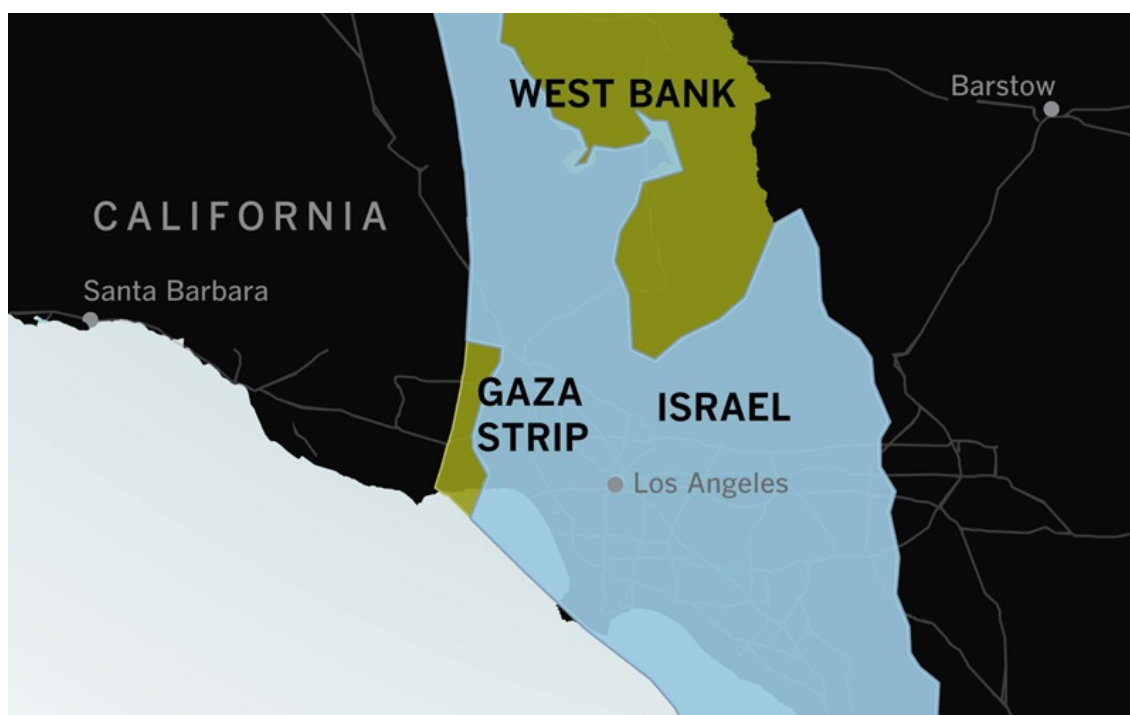 WEST BANK
Barstow
CALIFORNIA
Santa Barbara
GAZA
STRIP
ISRAEL
Los Angeles